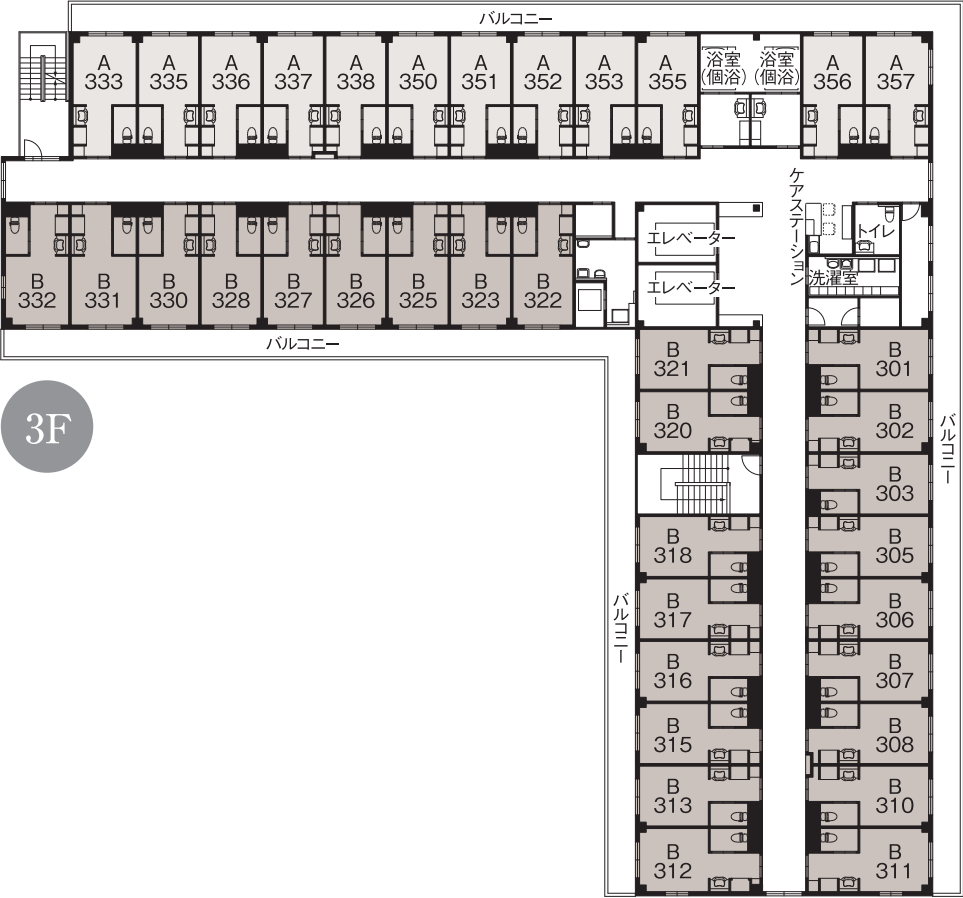 バルコニー
A
333
A
335
A
336
A
337
A
338
A
350
A
351
A
352
A
353
A
355
浴室
(個浴)
浴室
(個浴)
A
356
A
357
ケアステーション
エレベーター
エレベーター
トイレ
洗濯室
B
332
B
331
B
330
B
328
B
327
B
326
B
325
B
323
B
322
バルコニー
3F
B
321
B
301
B
320
B
302
バルコニー
B
303
B
318
B
305
バルコニー
B
317
B
306
B
316
B
307
B
315
B
308
B
313
B
310
B
312
B
311